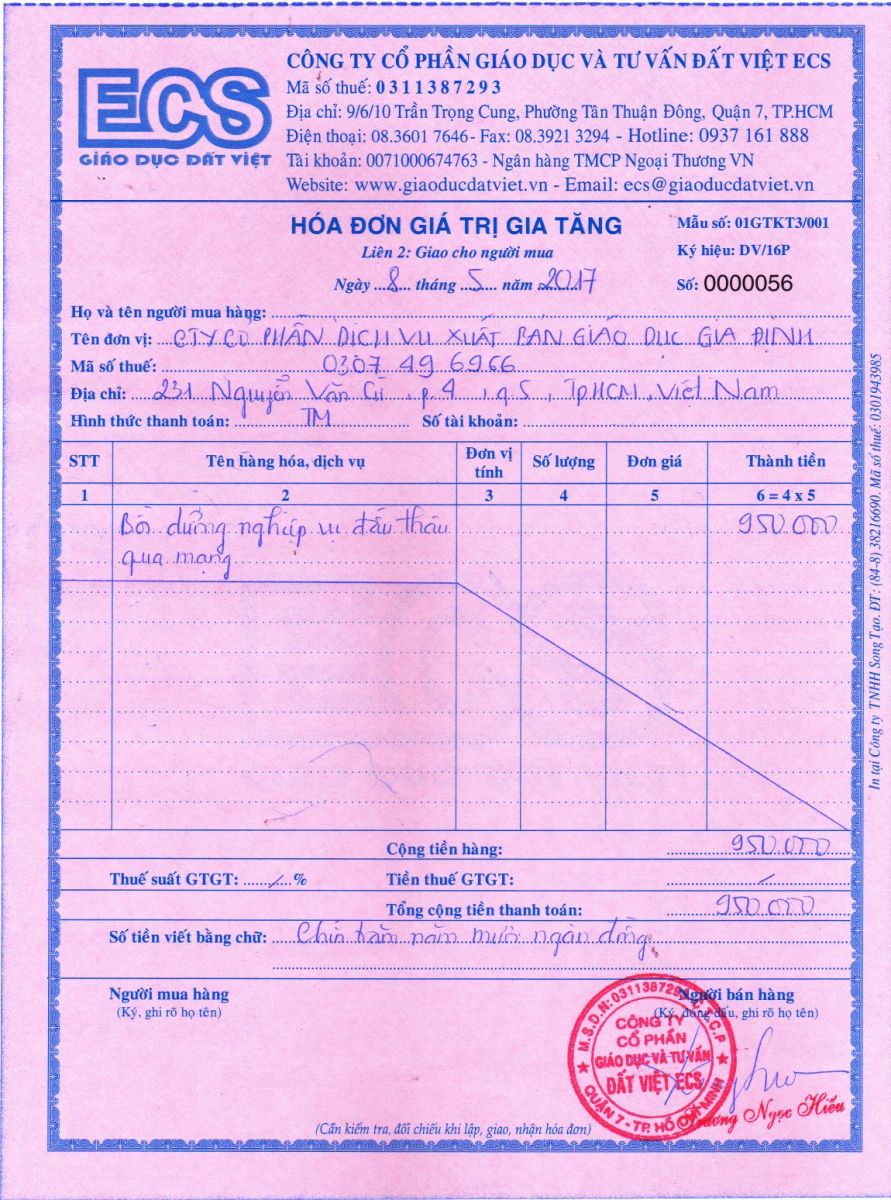 ECS
GIÁO DỤC ĐẤT VIỆT
CÔNG TY CỔ PHẦN GIÁO DỤC VÀ TƯ VẤN ĐẤT VIỆT ECS
Mã số thuế: 0311387293
Địa chỉ: 9/6/10 Trần Trọng Cung, Phường Tân Thuận Đông, Quận 7, TP.HCM
Điện thoại: 08.3601 7646 - Fax: 08.3921 3294 - Hotline: 0937 161 888
Tài khoản: 0071000674763 - Ngân hàng TMCP Ngoại Thương VN
Website: www.giaoducdatviet.vn - Email: ecs@giaoducdatviet.vn
HÓA ĐƠN GIÁ TRỊ GIA TĂNG
Liên 2: Giao cho người mua
Ngày 8 tháng 5 năm 2017
Mẫu số: 01GTKT3/001
Ký hiệu: DV/16P
Số: 0000056
Họ và tên người mua hàng:
Tên đơn vị: CTY CỔ PHẦN DỊCH VỤ XUẤT BẢN GIÁO DỤC GIA ĐỊNH
Mã số thuế: 0307 496966
Địa chỉ: 231 Nguyễn Văn Cừ, p.4, q.5, TPHCM, Việt Nam
Hình thức thanh toán: TM Số tài khoản:
STT Tên hàng hóa, dịch vụ Đơn vị tính Số lượng Đơn giá Thành tiền
1 2 3 4 5 6 = 4 x 5
Bồi dưỡng nghiệp vụ đấu thầu 950.000
qua mạng
Cộng tiền hàng: 950.000
Thuế suất GTGT: / % Tiền thuế GTGT: /
Tổng cộng tiền thanh toán: 950.000
Số tiền viết bằng chữ: Chín trăm năm mươi ngàn đồng.
Người mua hàng
(Ký, ghi rõ họ tên)
Người bán hàng
(Ký, đóng dấu, ghi rõ họ tên)
M.S.D.N: 031138729 C.P
CÔNG TY
CỔ PHẦN
GIÁO DỤC VÀ TƯ VẤN
ĐẤT VIỆT ECS
QUẬN 7 - TP. HỒ CHÍ MINH
Ngọc Hiếu
(Cần kiểm tra, đối chiếu khi lập, giao, nhận hóa đơn)
In tại Công ty TNHH Song Tạo. ĐT: (84-8) 38216690. Mã số thuế: 0301943985